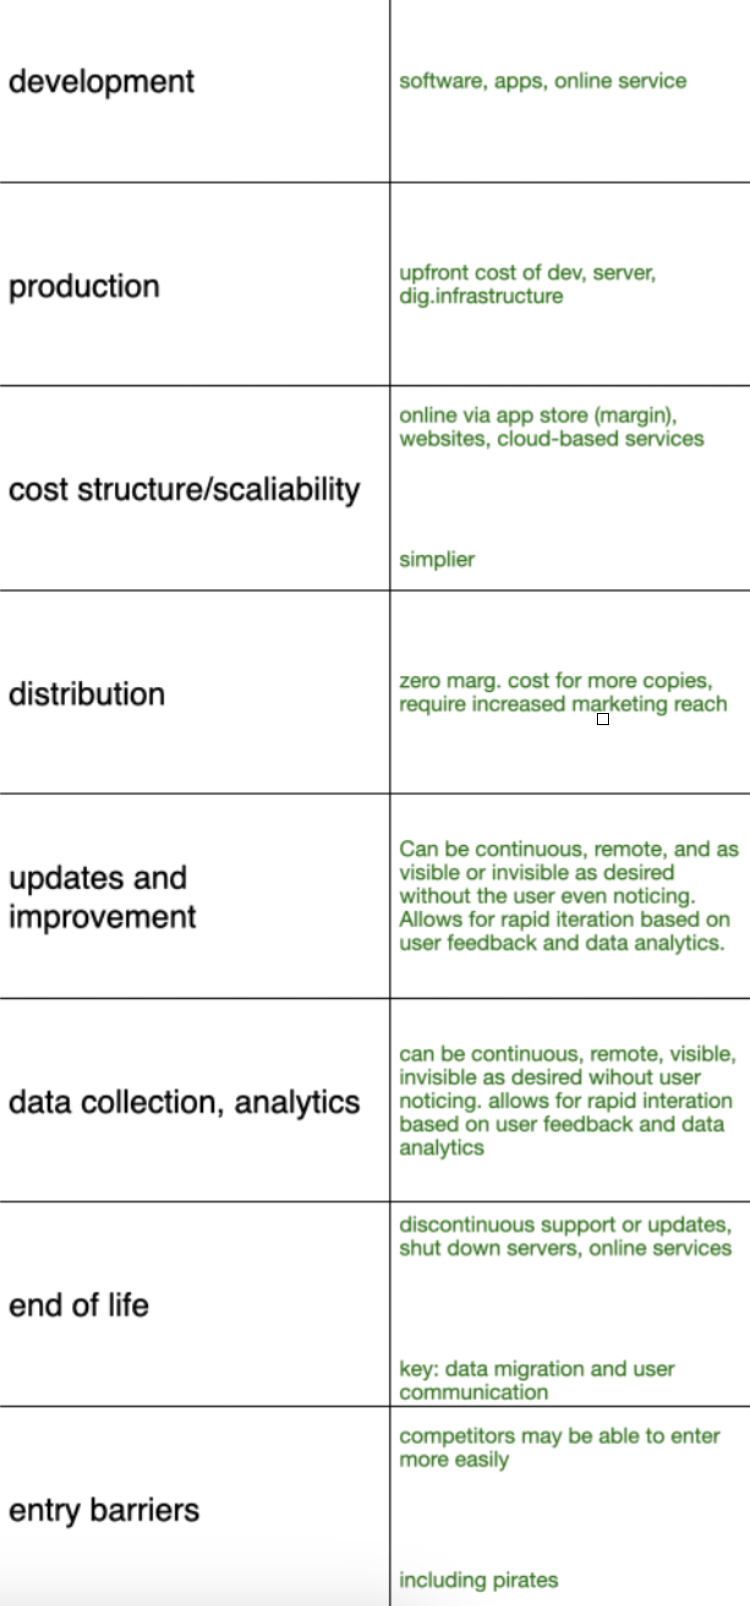 development
software, apps, online service
production
upfront cost of dev, server,
dig.infrastructure
cost structure/scaliability
online via app store (margin),
websites, cloud-based services
simplier
distribution
zero marg. cost for more copies,
require increased marketing reach
updates and
improvement
Can be continuous, remote, and as
visible or invisible as desired
without the user even noticing.
Allows for rapid iteration based on
user feedback and data analytics.
data collection, analytics
can be continuous, remote, visible,
invisible as desired wihout user
noticing. allows for rapid interation
based on user feedback and data
analytics
end of life
discontinuous support or updates,
shut down servers, online services
key: data migration and user
communication
entry barriers
competitors may be able to enter
more easily
including pirates